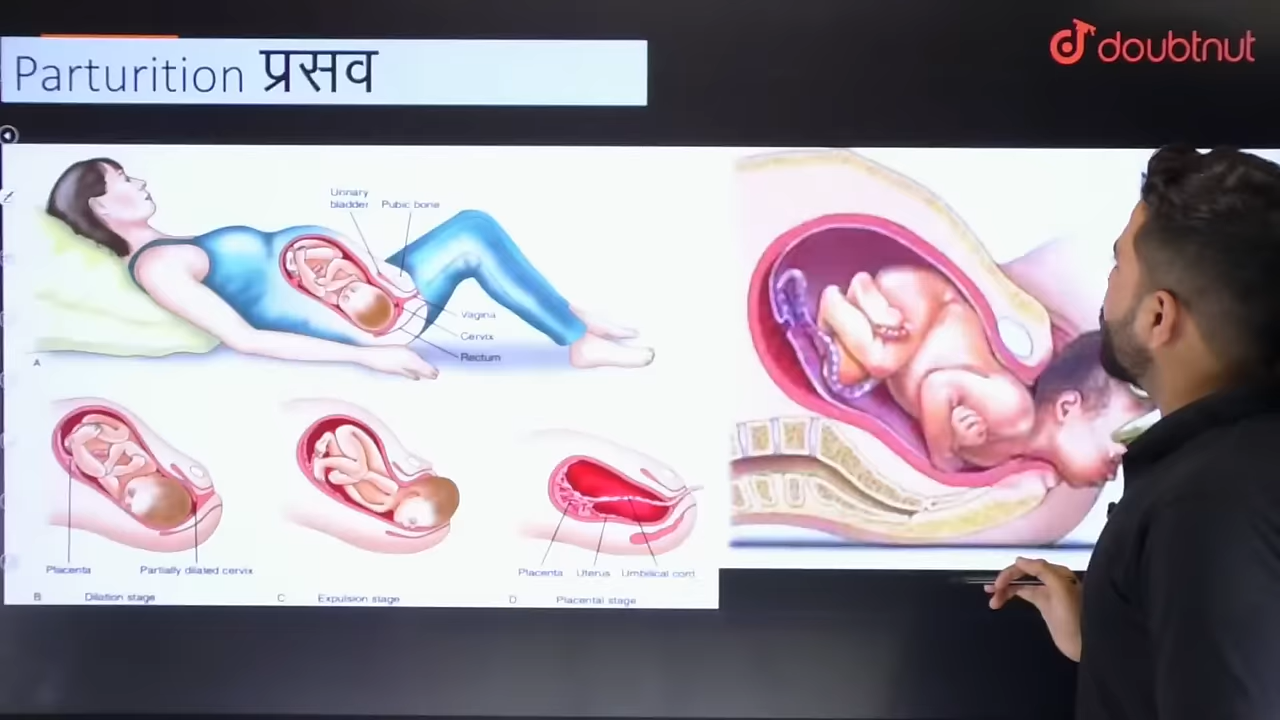 Parturition प्रसव
doubtnut
Urinary
bladder
Pubic bone
Vagina
Cervix
Rectum
A
Placenta
Partially dilated cervix
B
Dilation stage
C
Expulsion stage
Placenta
Uterus
Umbilical cord
D
Placental stage